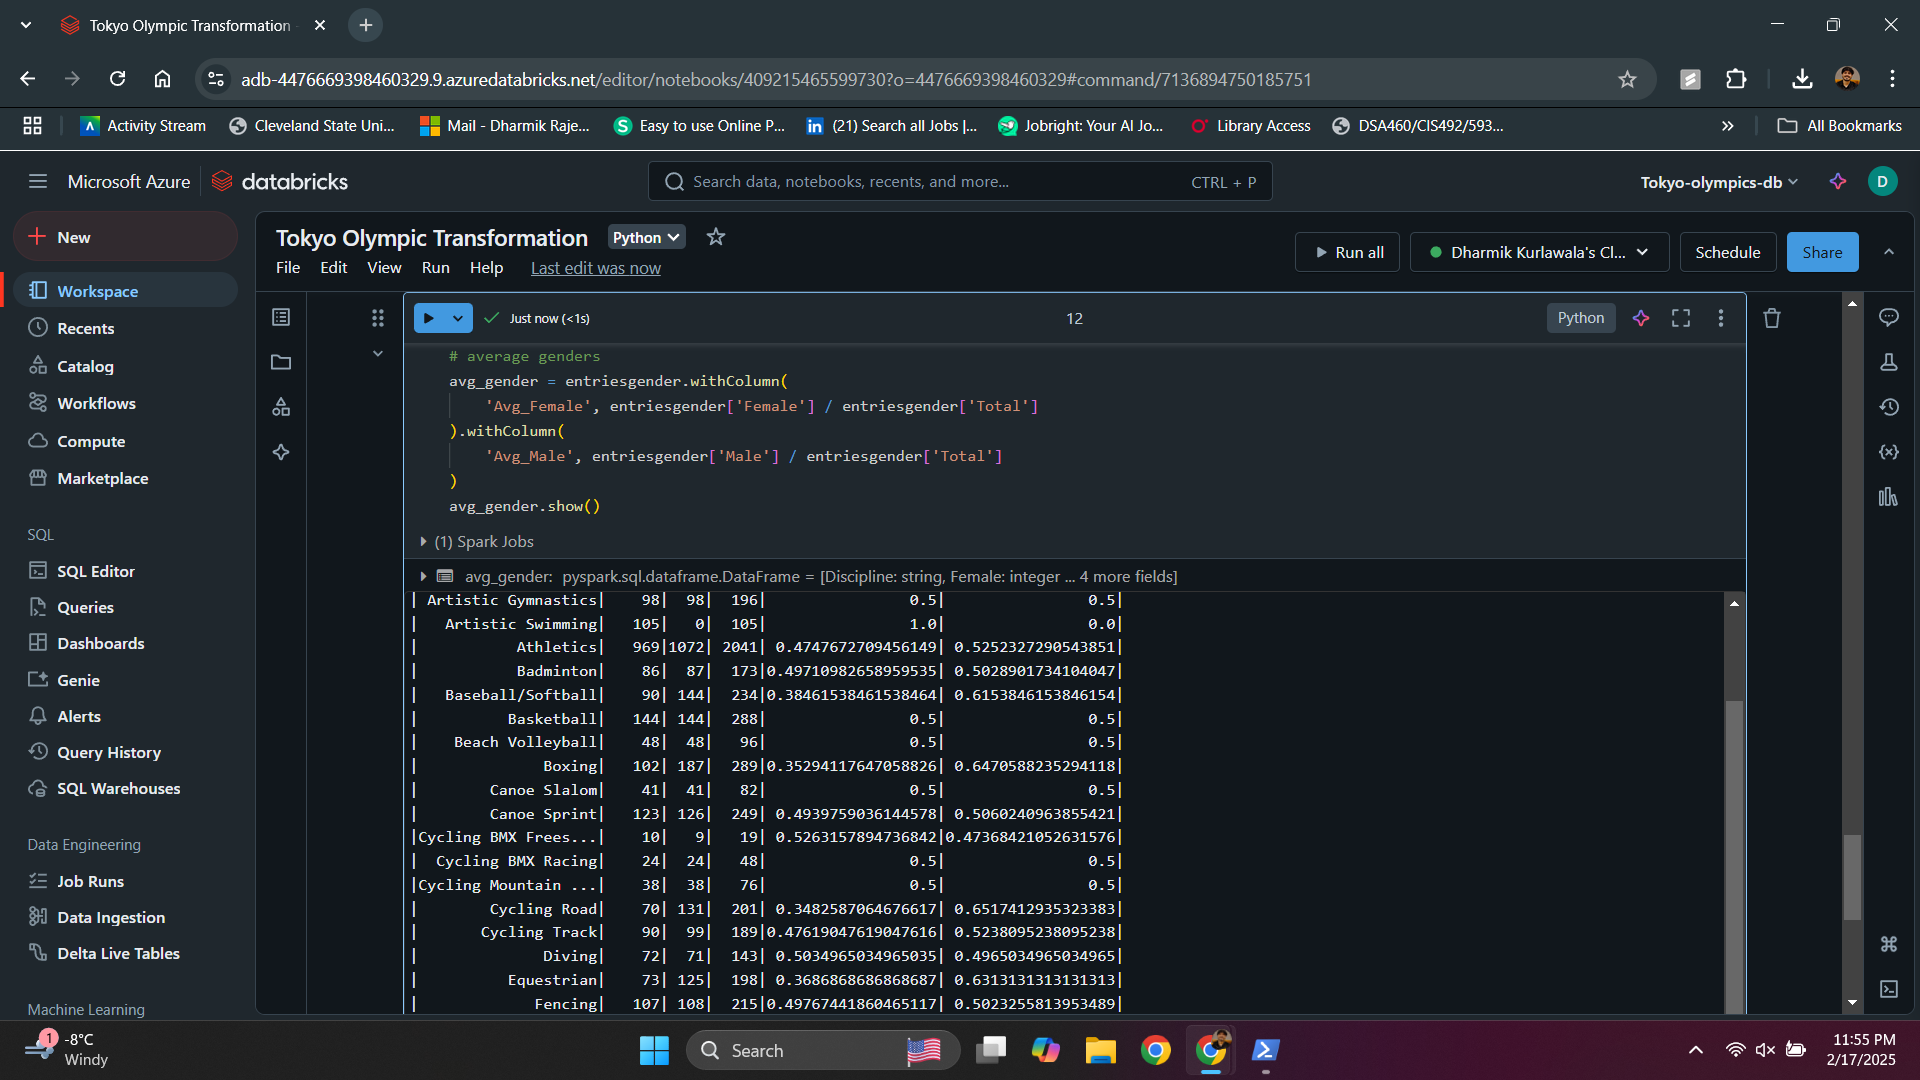 Tokyo Olympic Transformation
adb-4476669398460329.9.azuredatabricks.net/editor/notebooks/409215465599730?o=4476669398460329#command/7136894750185751
Activity Stream
Cleveland State Uni...
Mail - Dharmik Raje...
Easy to use Online P...
(21) Search all Jobs |...
Jobright: Your AI Jo...
Library Access
DSA460/CIS492/593...
All Bookmarks
Microsoft Azure
databricks
Search data, notebooks, recents, and more...
CTRL + P
Tokyo-olympics-db
D
New
Workspace
Recents
Catalog
Workflows
Compute
Marketplace
SQL
SQL Editor
Queries
Dashboards
Genie
Alerts
Query History
SQL Warehouses
Data Engineering
Job Runs
Data Ingestion
Delta Live Tables
Machine Learning
Tokyo Olympic Transformation
Python
File Edit View Run Help Last edit was now
Run all
Dharmik Kurlawala's Cl...
Schedule
Share
Just now (<1s)
12
Python
# average genders
avg_gender = entriesgender.withColumn(
'Avg_Female', entriesgender['Female'] / entriesgender['Total']
).withColumn(
'Avg_Male', entriesgender['Male'] / entriesgender['Total']
)
avg_gender.show()
(1) Spark Jobs
avg_gender: pyspark.sql.dataframe.DataFrame = [Discipline: string, Female: integer ... 4 more fields]
| Artistic Gymnastics| 98| 98| 196| 0.5| 0.5|
| Artistic Swimming| 105| 0| 105| 1.0| 0.0|
| Athletics| 969|1072| 2041| 0.4747672709456149| 0.5252327290543851|
| Badminton| 86| 87| 173|0.49710982658959535| 0.5028901734104047|
| Baseball/Softball| 90| 144| 234|0.38461538461538464| 0.6153846153846154|
| Basketball| 144| 144| 288| 0.5| 0.5|
| Beach Volleyball| 48| 48| 96| 0.5| 0.5|
| Boxing| 102| 187| 289|0.35294117647058826| 0.6470588235294118|
| Canoe Slalom| 41| 41| 82| 0.5| 0.5|
| Canoe Sprint| 123| 126| 249| 0.4939759036144578| 0.5060240963855421|
|Cycling BMX Frees...| 10| 9| 19| 0.5263157894736842|0.47368421052631576|
| Cycling BMX Racing| 24| 24| 48| 0.5| 0.5|
|Cycling Mountain ...| 38| 38| 76| 0.5| 0.5|
| Cycling Road| 70| 131| 201| 0.3482587064676617| 0.6517412935323383|
| Cycling Track| 90| 99| 189|0.47619047619047616| 0.5238095238095238|
| Diving| 72| 71| 143| 0.5034965034965035| 0.4965034965034965|
| Equestrian| 73| 125| 198| 0.3686868686868687| 0.6313131313131313|
| Fencing| 107| 108| 215|0.49767441860465117| 0.5023255813953489|
1
-8°C
Windy
Search
11:55 PM
2/17/2025